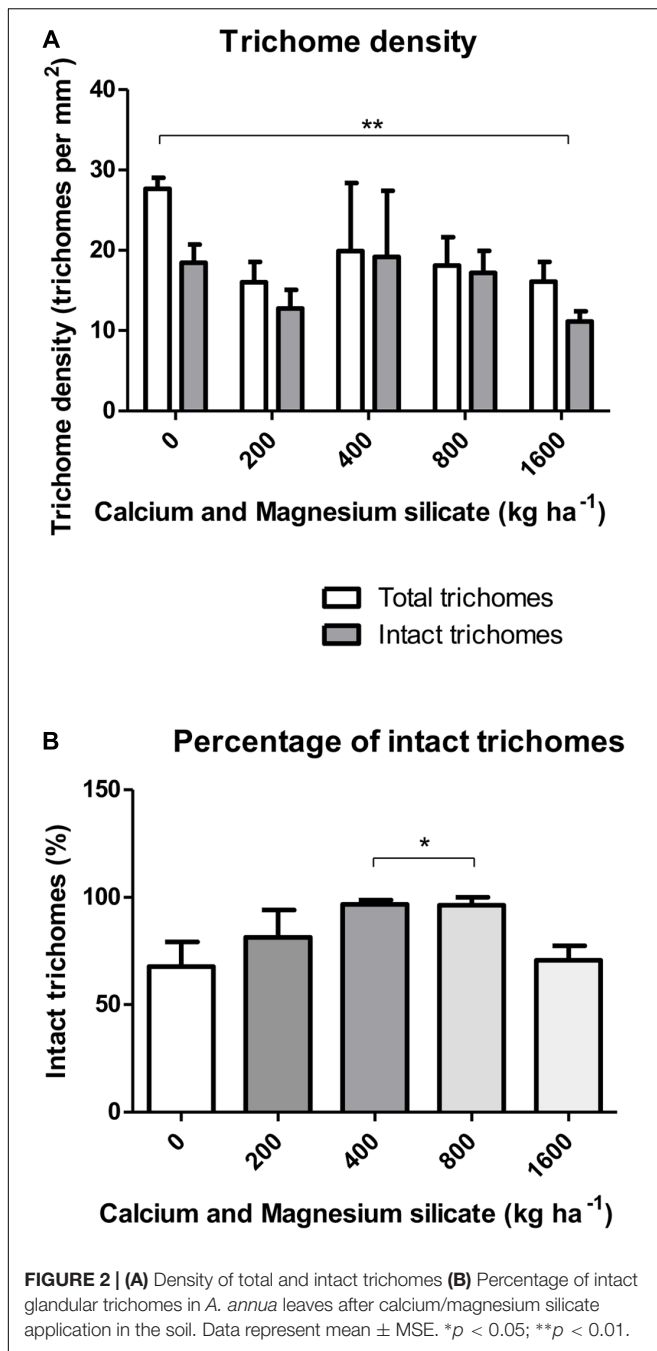 A
Trichome density
Trichome density (trichomes per mm²)
40
30
20
10
0
**
0
200
400
800
1600
Calcium and Magnesium silicate (kg ha⁻¹)
Total trichomes
Intact trichomes
B
Percentage of intact trichomes
Intact trichomes (%)
150
100
50
0
*
0
200
400
800
1600
Calcium and Magnesium silicate (kg ha⁻¹)
FIGURE 2 | (A) Density of total and intact trichomes (B) Percentage of intact
glandular trichomes in A. annua leaves after calcium/magnesium silicate
application in the soil. Data represent mean ± MSE. *p < 0.05; **p < 0.01.